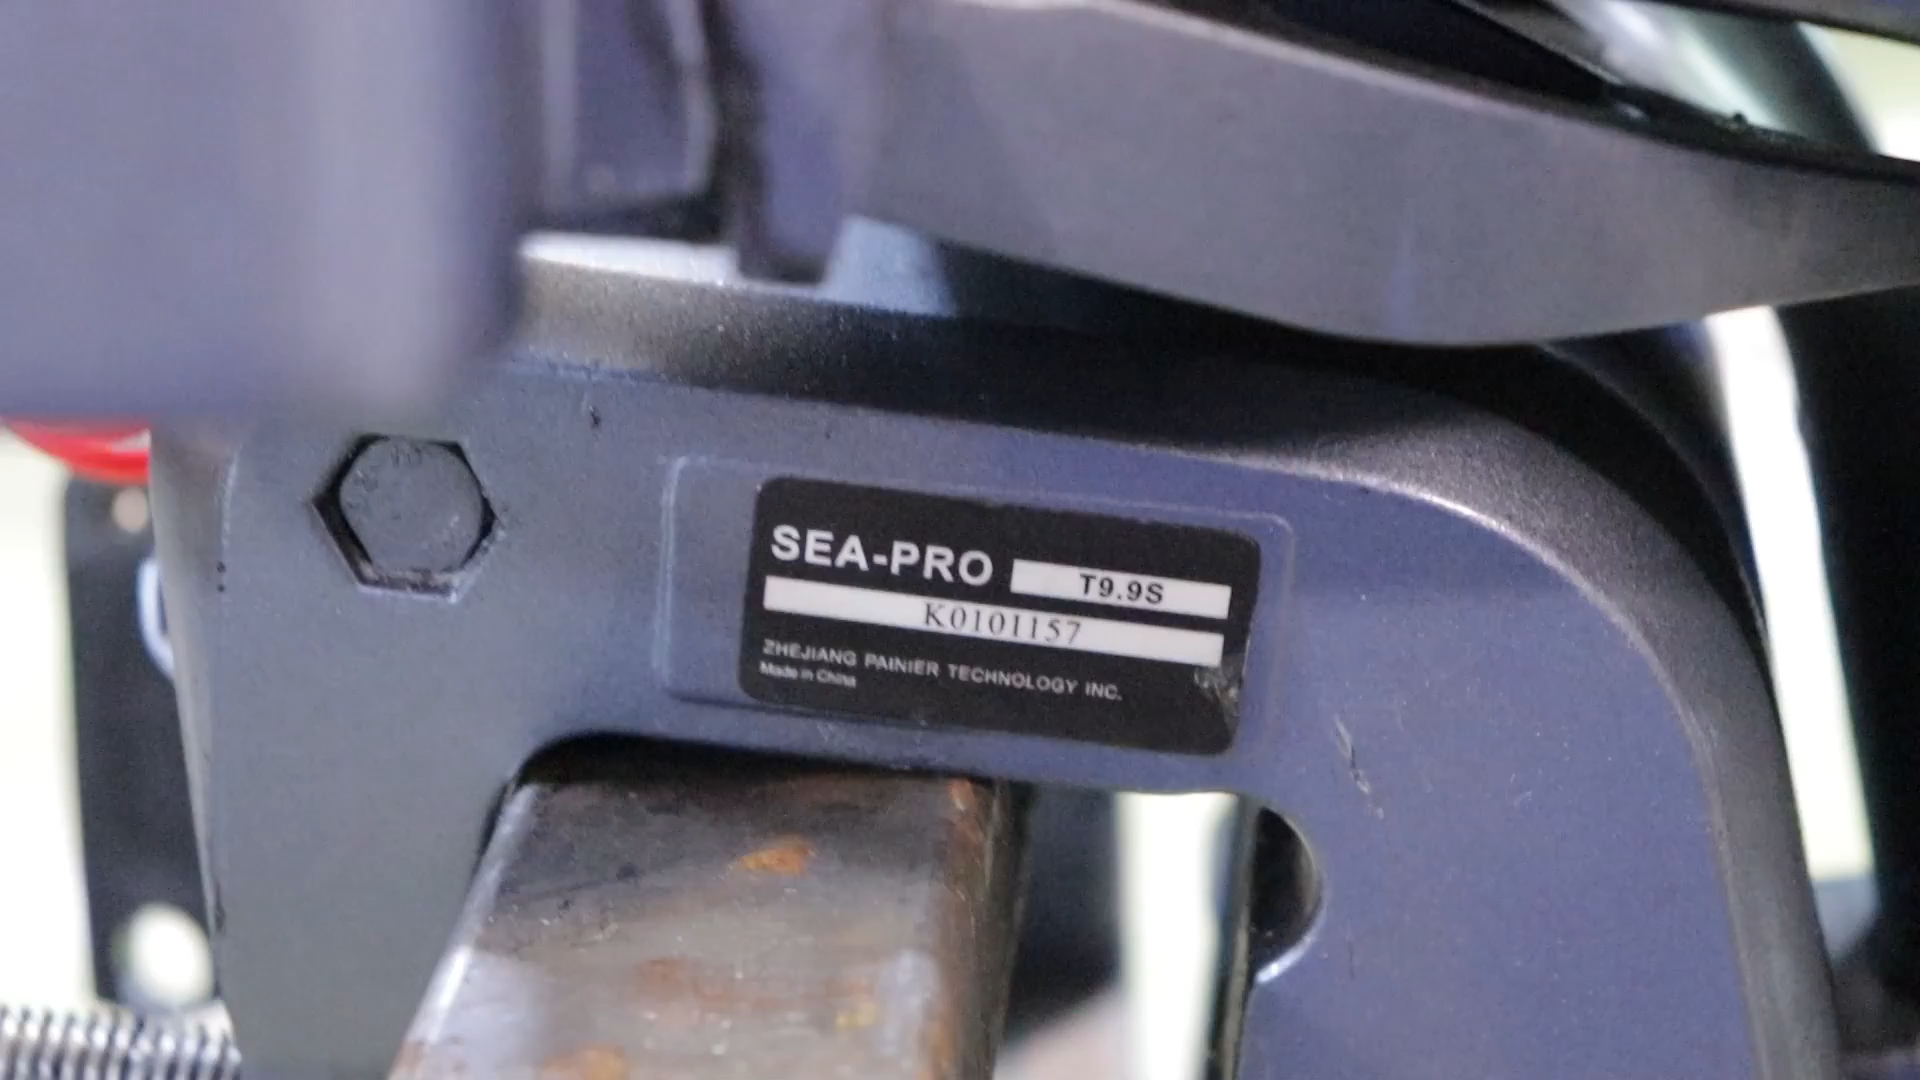 SEA-PRO T9.9S
K0101157
ZHEJIANG PAINIER TECHNOLOGY INC.
Made in China